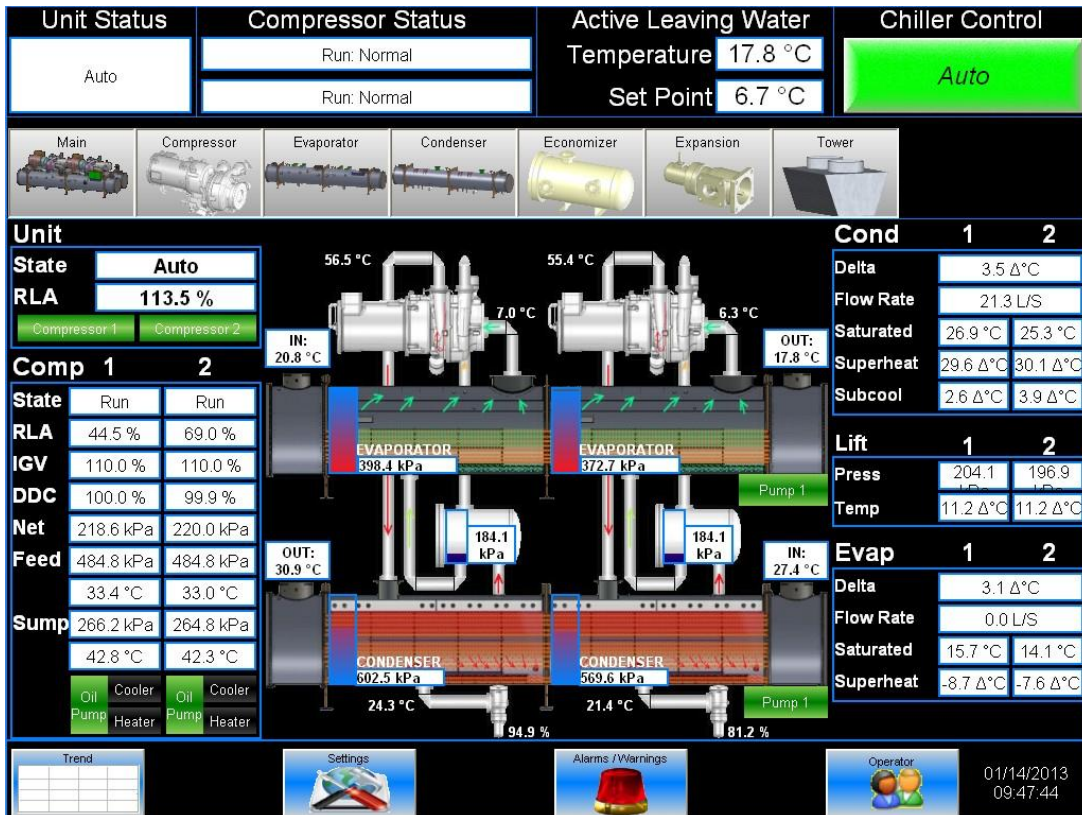 Unit Status
Compressor Status
Active Leaving Water
Chiller Control
Auto
Run: Normal
Run: Normal
Temperature 17.8 °C
Set Point 6.7 °C
Auto
Main
Compressor
Evaporator
Condenser
Economizer
Expansion
Tower
Unit
State Auto
RLA 113.5 %
Compressor 1 Compressor 2
Comp 1 2
State Run Run
RLA 44.5 % 69.0 %
IGV 110.0 % 110.0 %
DDC 100.0 % 99.9 %
Net 218.6 kPa 220.0 kPa
Feed 484.8 kPa 484.8 kPa
33.4 °C 33.0 °C
Sump 266.2 kPa 264.8 kPa
42.8 °C 42.3 °C
Oil Pump Cooler Heater
Oil Pump Cooler Heater
56.5 °C
55.4 °C
7.0 °C
6.3 °C
IN:
20.8 °C
OUT:
17.8 °C
EVAPORATOR
398.4 kPa
EVAPORATOR
372.7 kPa
Pump 1
184.1
kPa
184.1
kPa
OUT:
30.9 °C
IN:
27.4 °C
CONDENSER
602.5 kPa
CONDENSER
569.6 kPa
Pump 1
24.3 °C
21.4 °C
94.9 %
81.2 %
Cond 1 2
Delta 3.5 Δ°C
Flow Rate 21.3 L/S
Saturated 26.9 °C 25.3 °C
Superheat 29.6 Δ°C 30.1 Δ°C
Subcool 2.6 Δ°C 3.9 Δ°C
Lift 1 2
Press 204.1 196.9
Temp 11.2 Δ°C 11.2 Δ°C
Evap 1 2
Delta 3.1 Δ°C
Flow Rate 0.0 L/S
Saturated 15.7 °C 14.1 °C
Superheat -8.7 Δ°C -7.6 Δ°C
Trend
Settings
Alarms / Warnings
Operator
01/14/2013
09:47:44